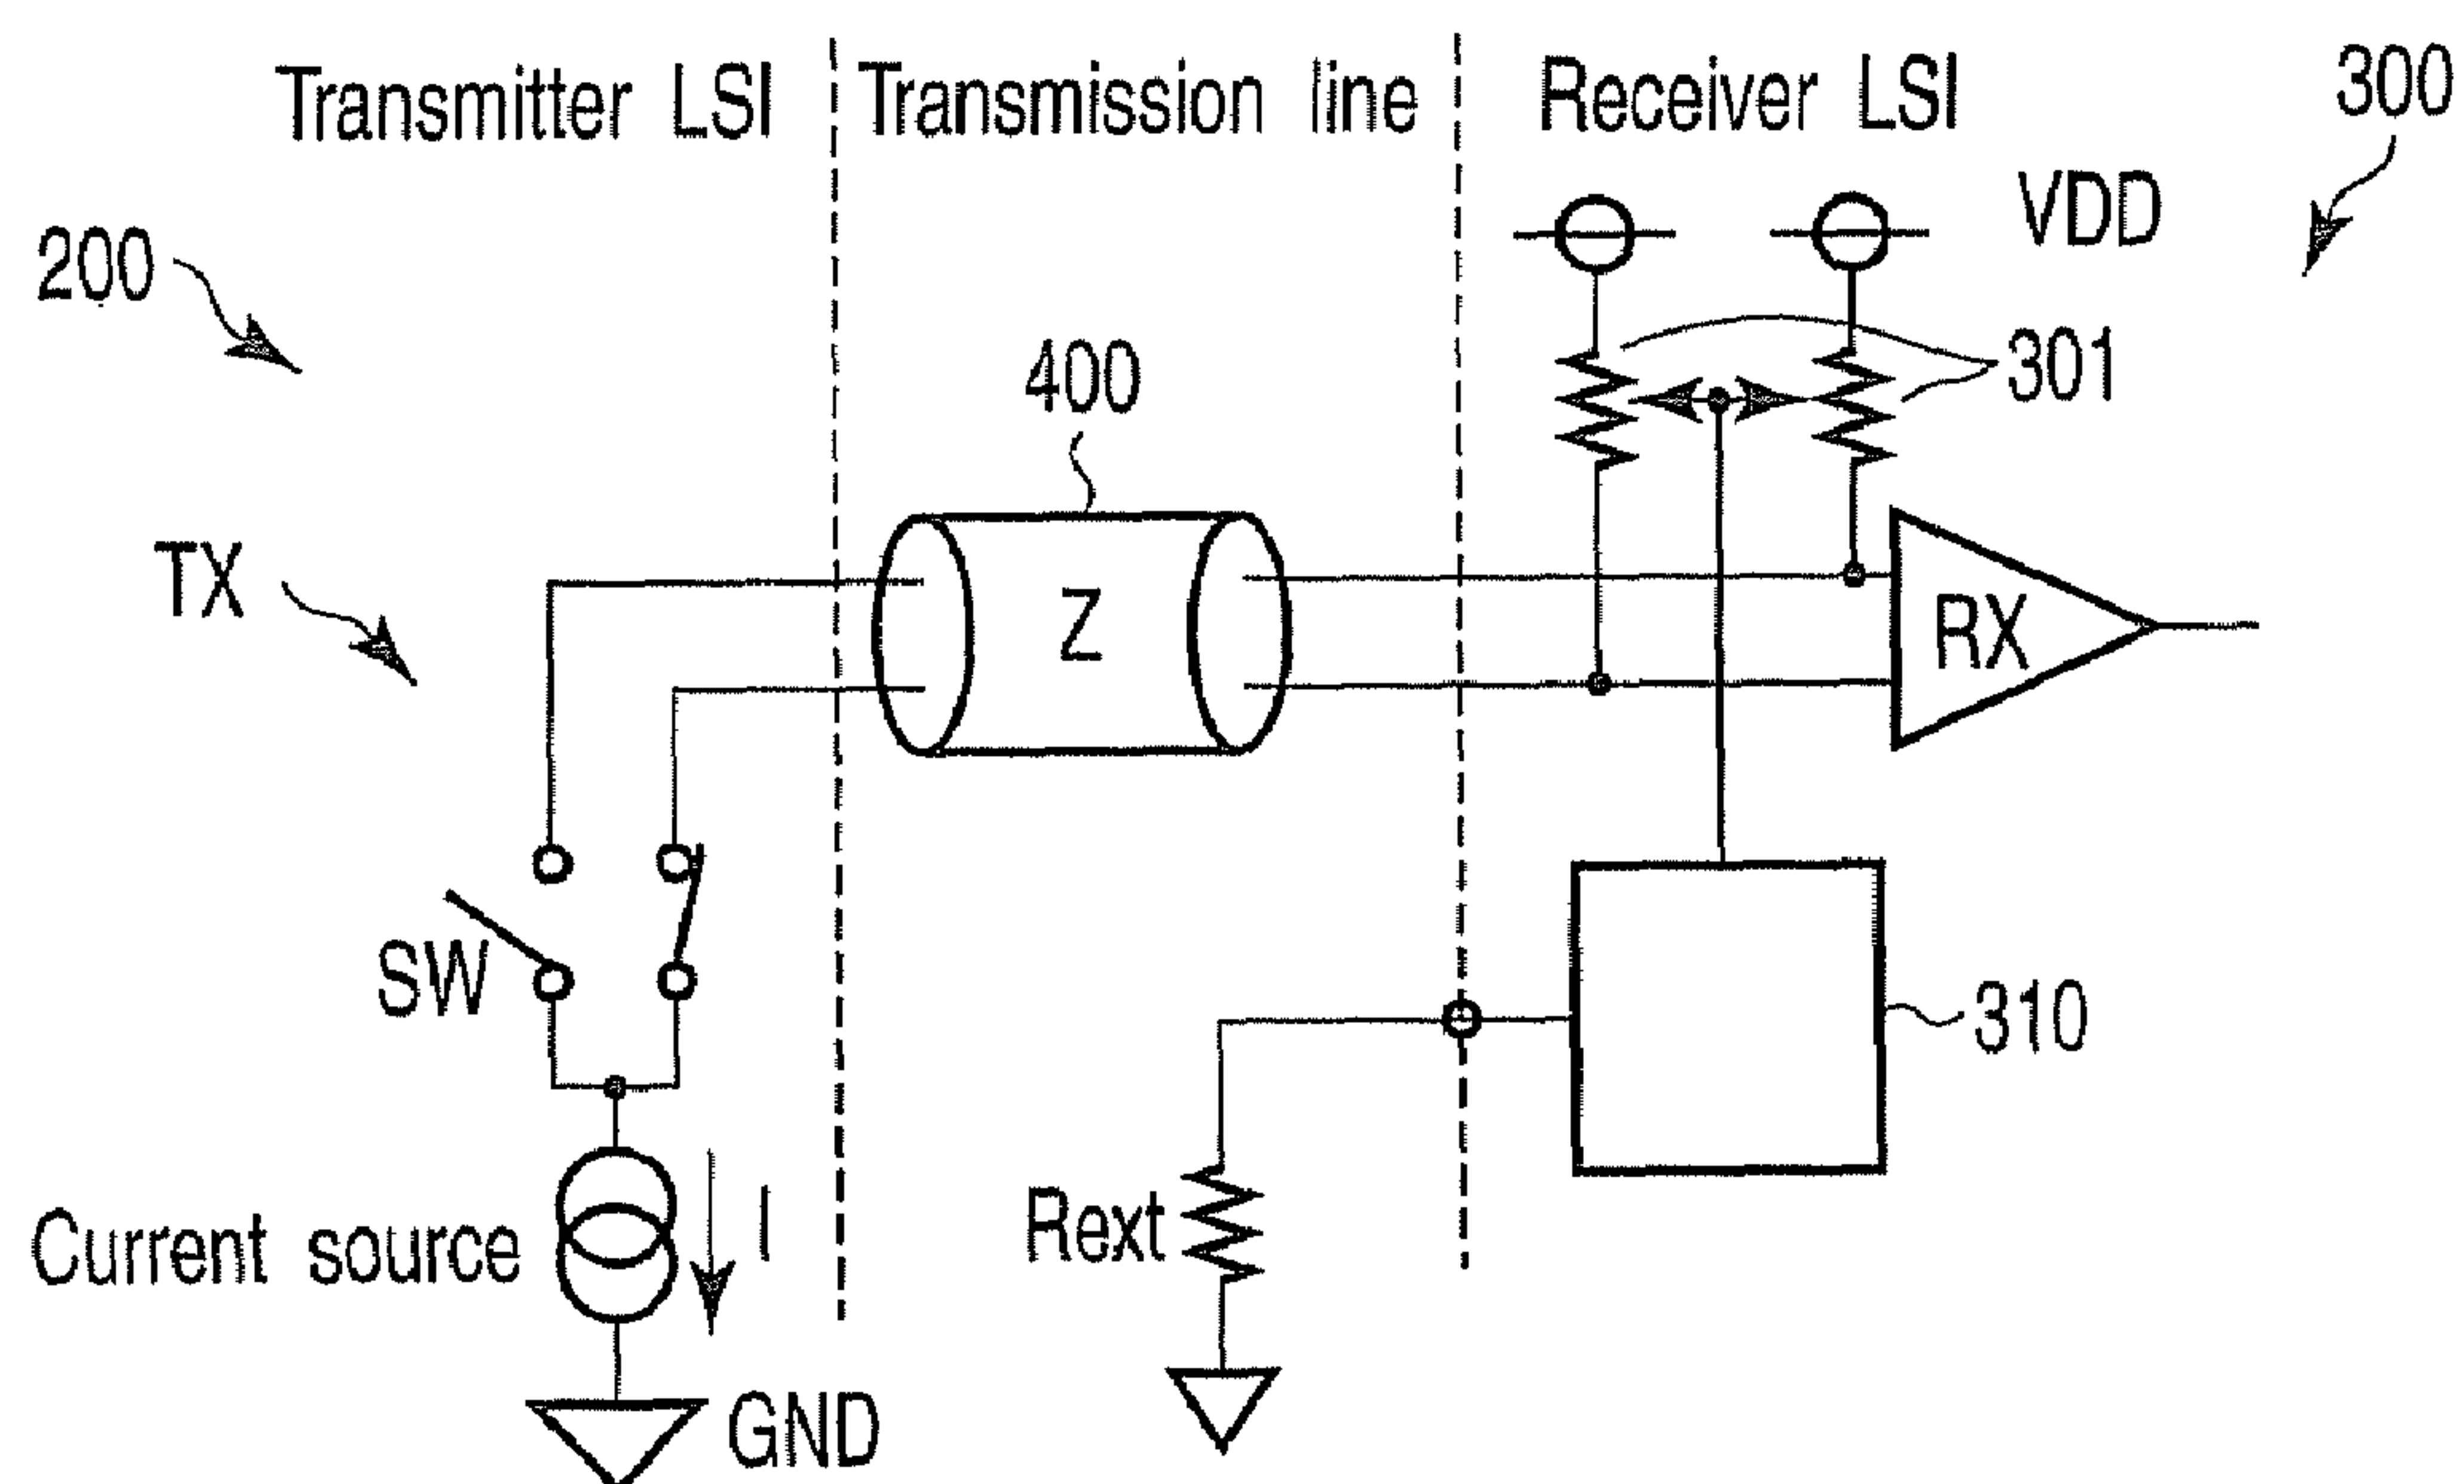 Transmitter LSI
Transmission line
Receiver LSI
300
VDD
200
301
400
TX
Z
RX
SW
310
Current source
I
Rext
GND